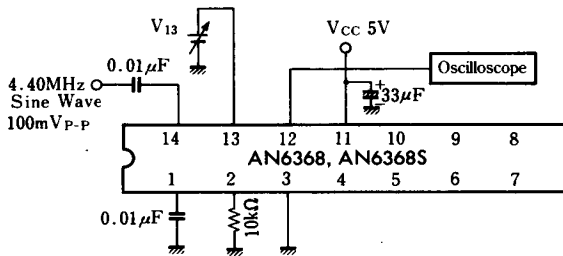 V13
VCC 5V
0.01μF
Oscilloscope
4.40MHz
Sine Wave
100mVP-P
+
33μF
−
14 13 12 11 10 9 8
AN6368, AN6368S
1 2 3 4 5 6 7
0.01μF
10kΩ